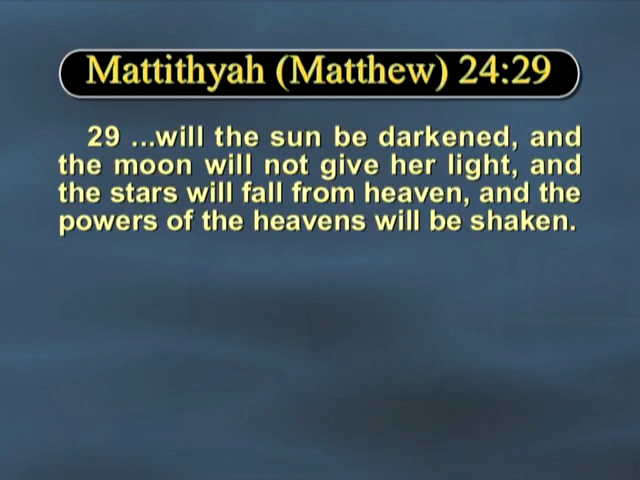 Mattithyah (Matthew) 24:29
29 ...will the sun be darkened, and
the moon will not give her light, and
the stars will fall from heaven, and the
powers of the heavens will be shaken.